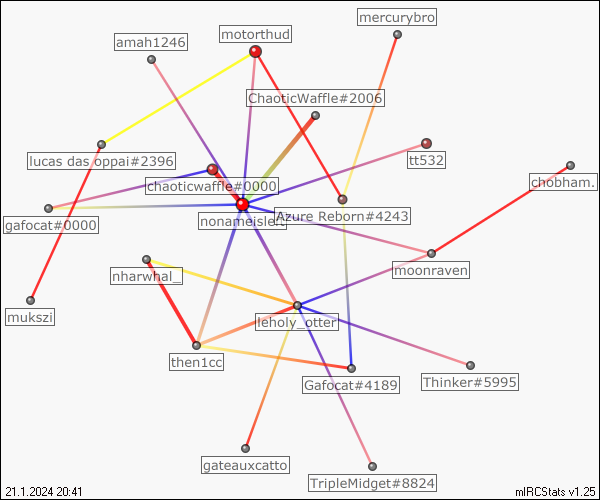 mercurybro
motorthud
amah1246
ChaoticWaffle#2006
lucas das oppai#2396
tt532
chobham.
chaoticwaffle#0000
gafocat#0000
Azure Reborn#4243
moonraven
nharwhal_
mukszi
leholy_otter
then1cc
Gafocat#4189
Thinker#5995
gateauxcatto
TripleMidget#8824
21.1.2024 20:41
mIRCStats v1.25